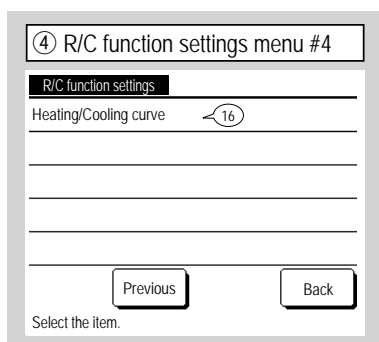 ④ R/C function settings menu #4
R/C function settings
Heating/Cooling curve 16
Previous Back
Select the item.